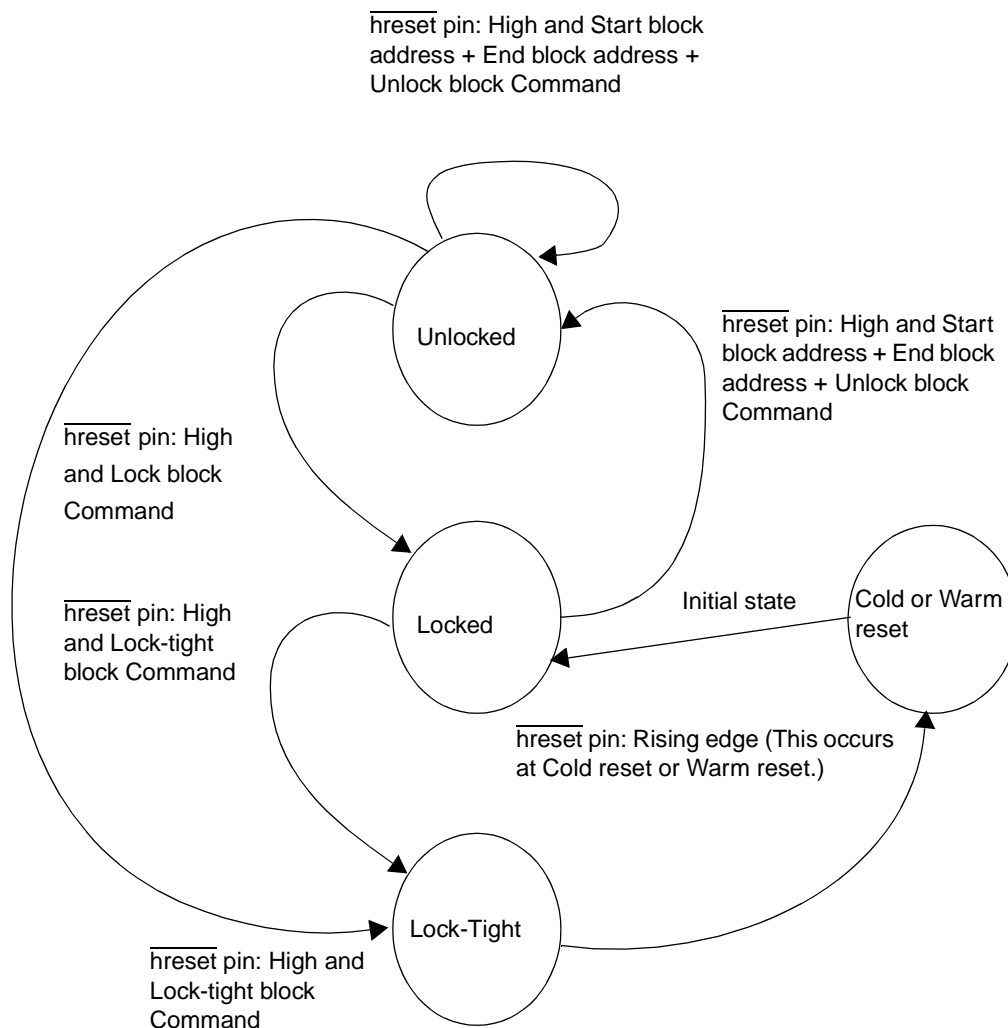 hreset pin: High and Start block
address + End block address +
Unlock block Command
Unlocked
hreset pin: High and Start
block address + End block
address + Unlock block
Command
hreset pin: High
and Lock block
Command
hreset pin: High
and Lock-tight
block Command
Locked
Initial state
Cold or Warm
reset
hreset pin: Rising edge (This occurs
at Cold reset or Warm reset.)
Lock-Tight
hreset pin: High and
Lock-tight block
Command